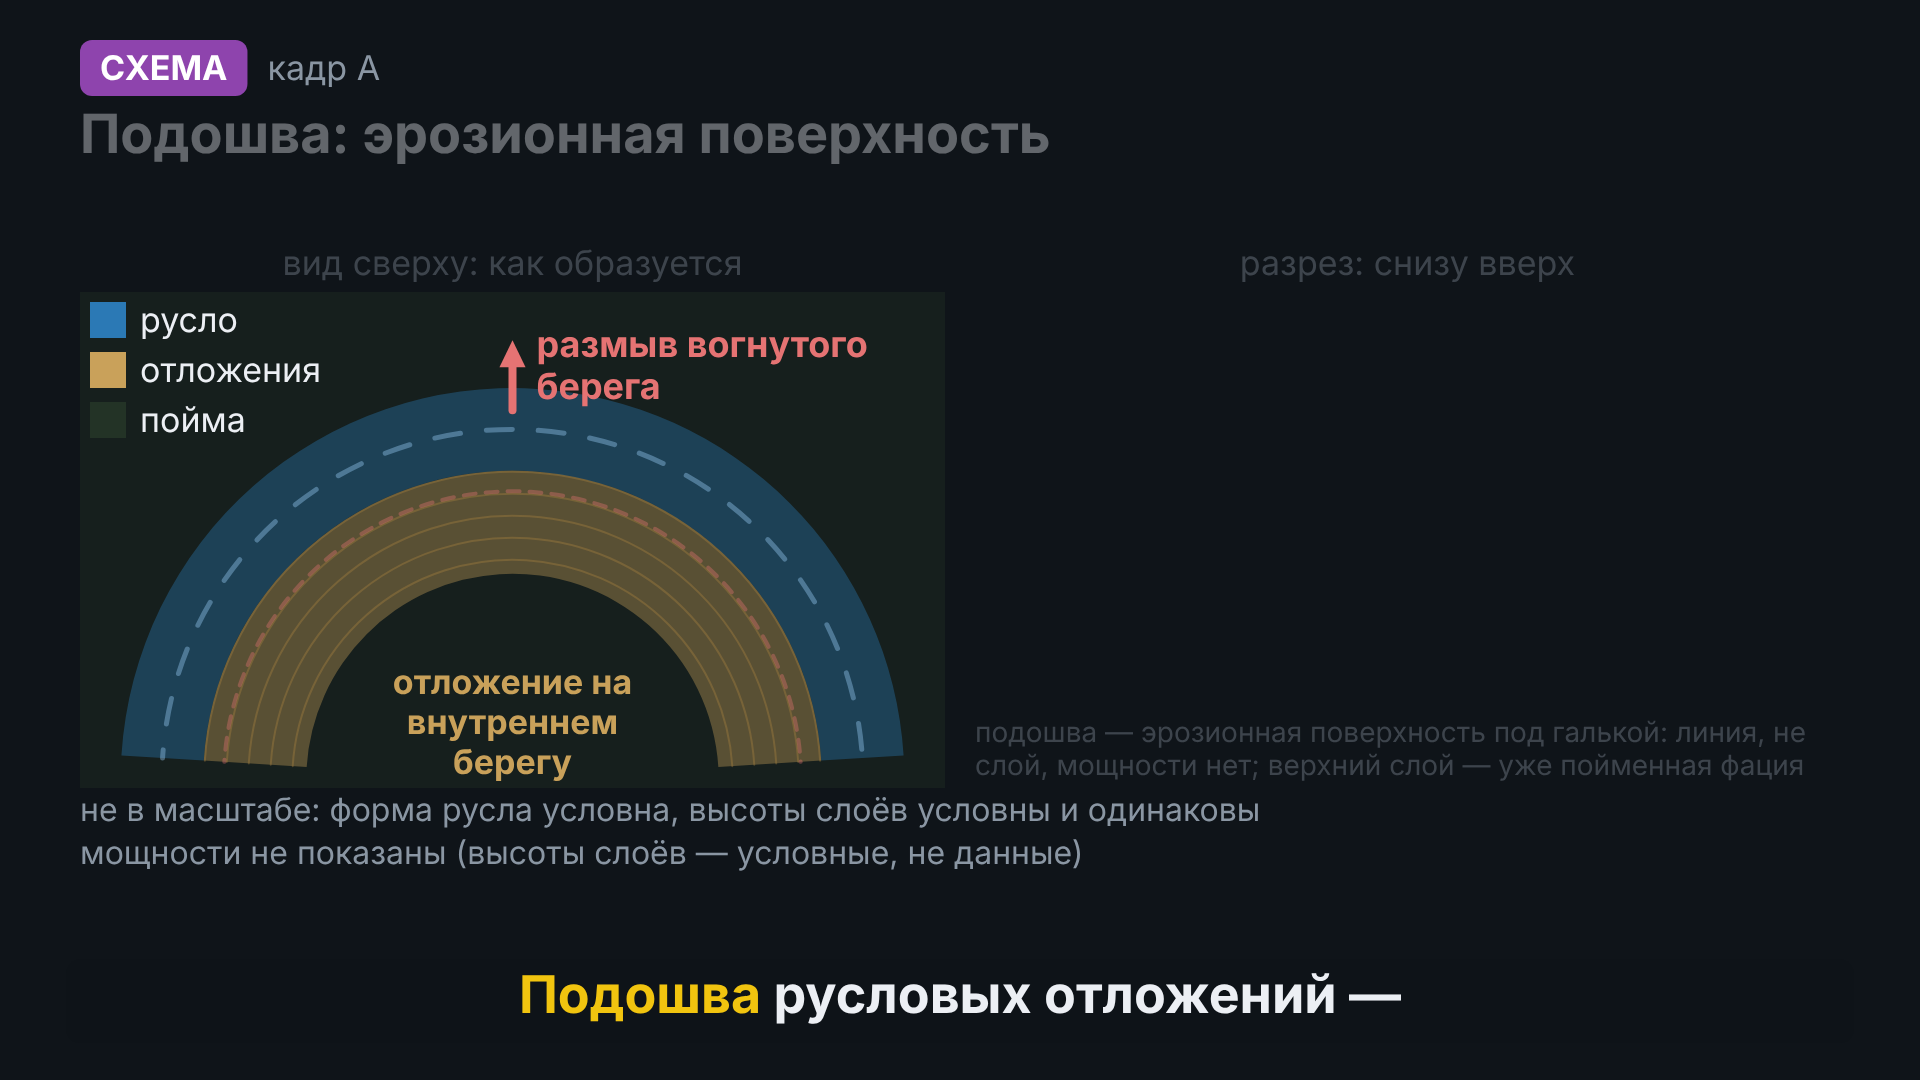 СХЕМА кадр А
Подошва: эрозионная поверхность
вид сверху: как образуется
разрез: снизу вверх
русло
отложения
пойма
размыв вогнутого
берега
отложение на
внутреннем
берегу
подошва — эрозионная поверхность под галькой: линия, не
слой, мощности нет; верхний слой — уже пойменная фация
не в масштабе: форма русла условна, высоты слоёв условны и одинаковы
мощности не показаны (высоты слоёв — условные, не данные)
Подошва русловых отложений —